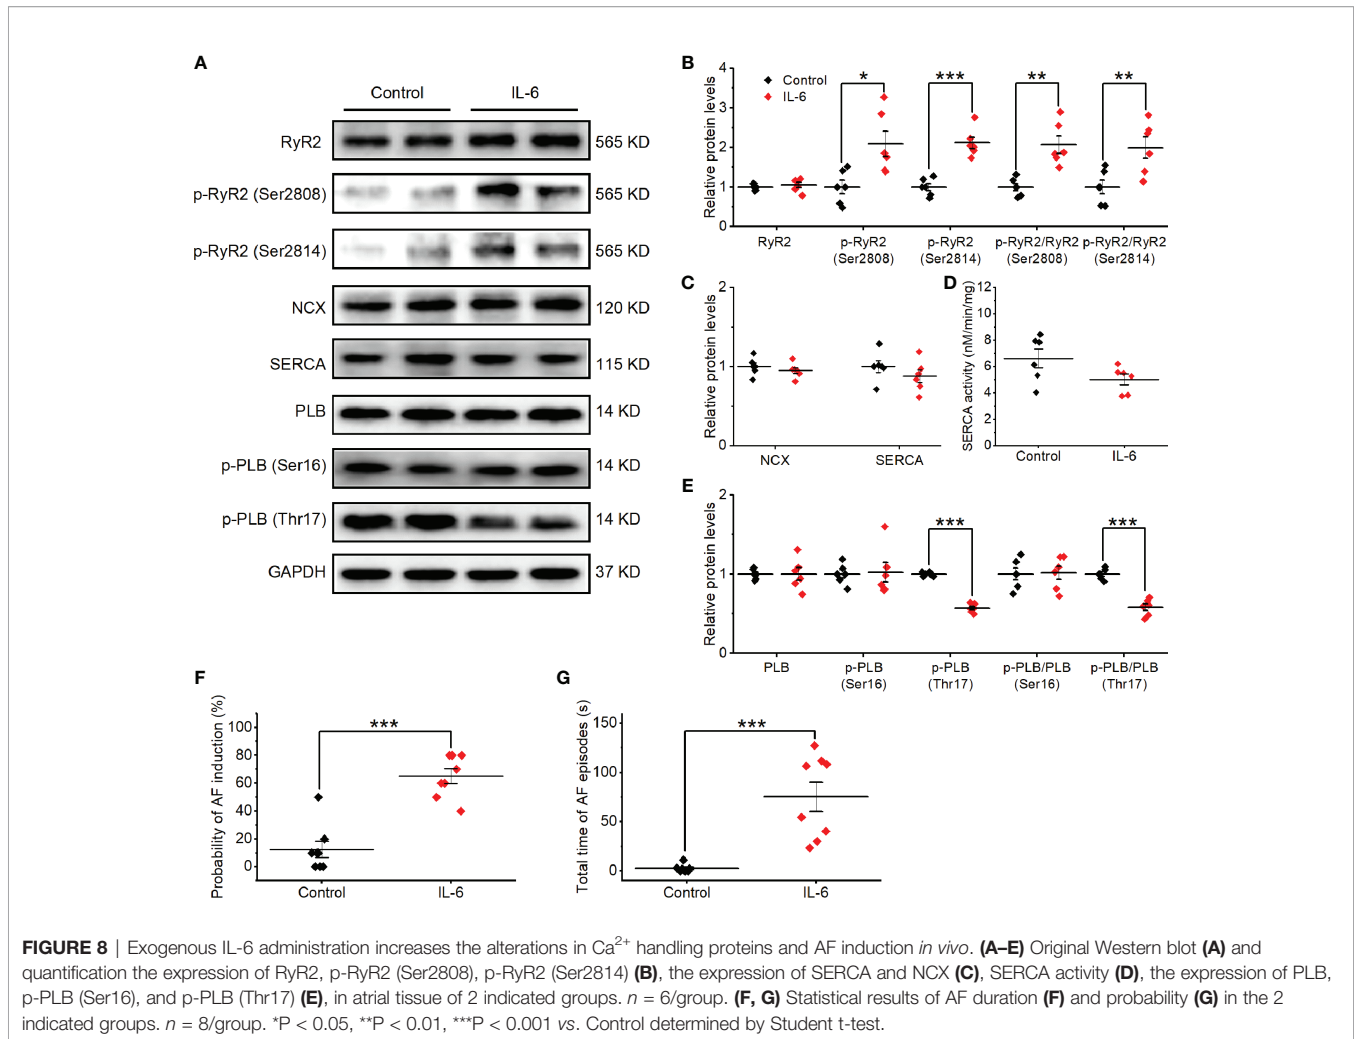 A
Control IL-6
RyR2 565 KD
p-RyR2 (Ser2808) 565 KD
p-RyR2 (Ser2814) 565 KD
NCX 120 KD
SERCA 115 KD
PLB 14 KD
p-PLB (Ser16) 14 KD
p-PLB (Thr17) 14 KD
GAPDH 37 KD
B
Relative protein levels
4
3
2
1
0
Control
IL-6
* *** ** **
RyR2 p-RyR2 p-RyR2 p-RyR2/RyR2 p-RyR2/RyR2
(Ser2808) (Ser2814) (Ser2808) (Ser2814)
C
Relative protein levels
2
1
0
NCX SERCA
D
SERCA activity (nM/min/mg)
12
10
8
6
4
2
0
Control IL-6
E
Relative protein levels
2
1
0
*** ***
PLB p-PLB p-PLB p-PLB/PLB p-PLB/PLB
(Ser16) (Thr17) (Ser16) (Thr17)
F
Probability of AF induction (%)
100
80
60
40
20
0
***
Control IL-6
G
Total time of AF episodes (s)
150
100
50
0
***
Control IL-6
FIGURE 8 | Exogenous IL-6 administration increases the alterations in Ca2+ handling proteins and AF induction in vivo. (A–E) Original Western blot (A) and
quantification the expression of RyR2, p-RyR2 (Ser2808), p-RyR2 (Ser2814) (B), the expression of SERCA and NCX (C), SERCA activity (D), the expression of PLB,
p-PLB (Ser16), and p-PLB (Thr17) (E), in atrial tissue of 2 indicated groups. n = 6/group. (F, G) Statistical results of AF duration (F) and probability (G) in the 2
indicated groups. n = 8/group. *P < 0.05, **P < 0.01, ***P < 0.001 vs. Control determined by Student t-test.